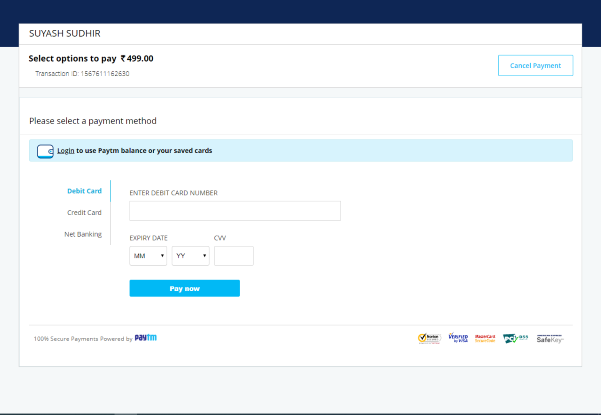 SUYASH SUDHIR
Select options to pay ₹499.00
Transaction ID: 1567611162630
Cancel Payment
Please select a payment method
Login to use Paytm balance or your saved cards
Debit Card
Credit Card
Net Banking
ENTER DEBIT CARD NUMBER
EXPIRY DATE CVV
MM YY
Pay now
100% Secure Payments Powered by paytm
Norton VERIFIED by VISA MasterCard SecureCode PCI DSS SafeKey